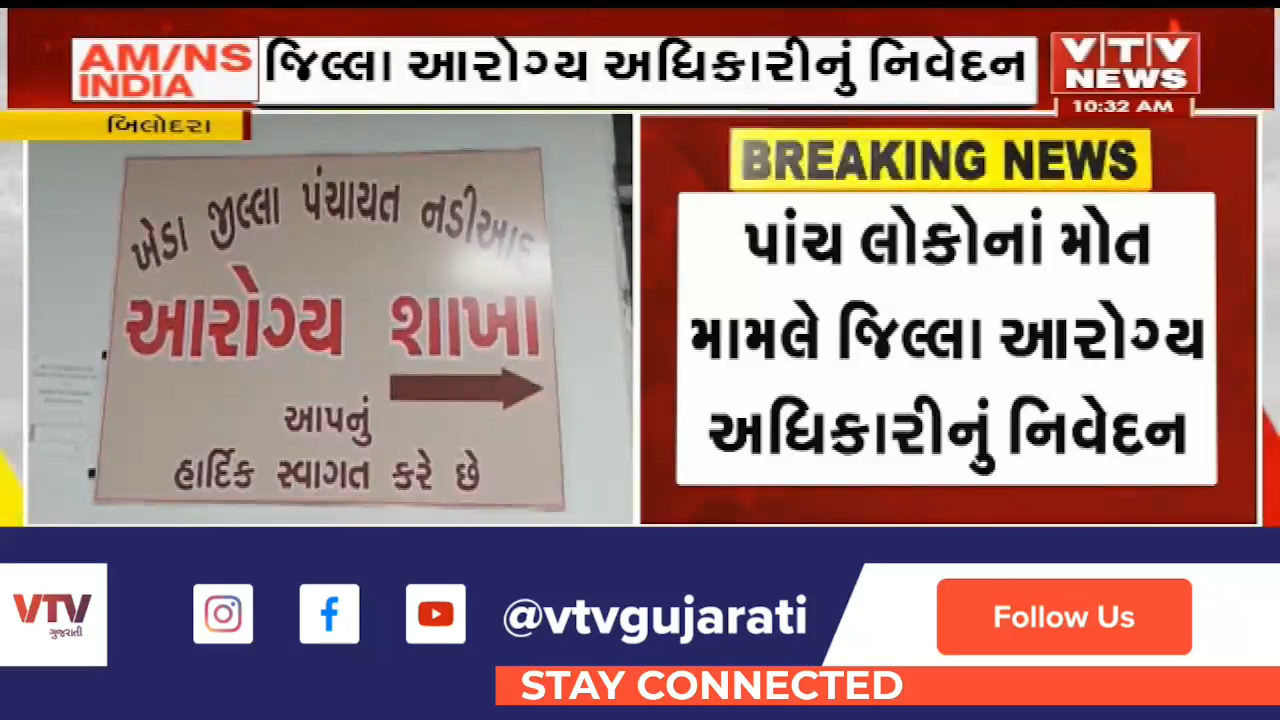 AM/NS
INDIA
જિલ્લા આરોગ્ય અધિકારીનું નિવેદન
VTV
NEWS
10:32 AM
બિલોદરા
ખેડા જીલ્લા પંચાયત નડીઆદ
આરોગ્ય શાખા
આપનું
હાર્દિક સ્વાગત કરે છે
BREAKING NEWS
પાંચ લોકોનાં મોત
મામલે જિલ્લા આરોગ્ય
અધિકારીનું નિવેદન
VTV
ગુજરાતી
@vtvgujarati
Follow Us
STAY CONNECTED